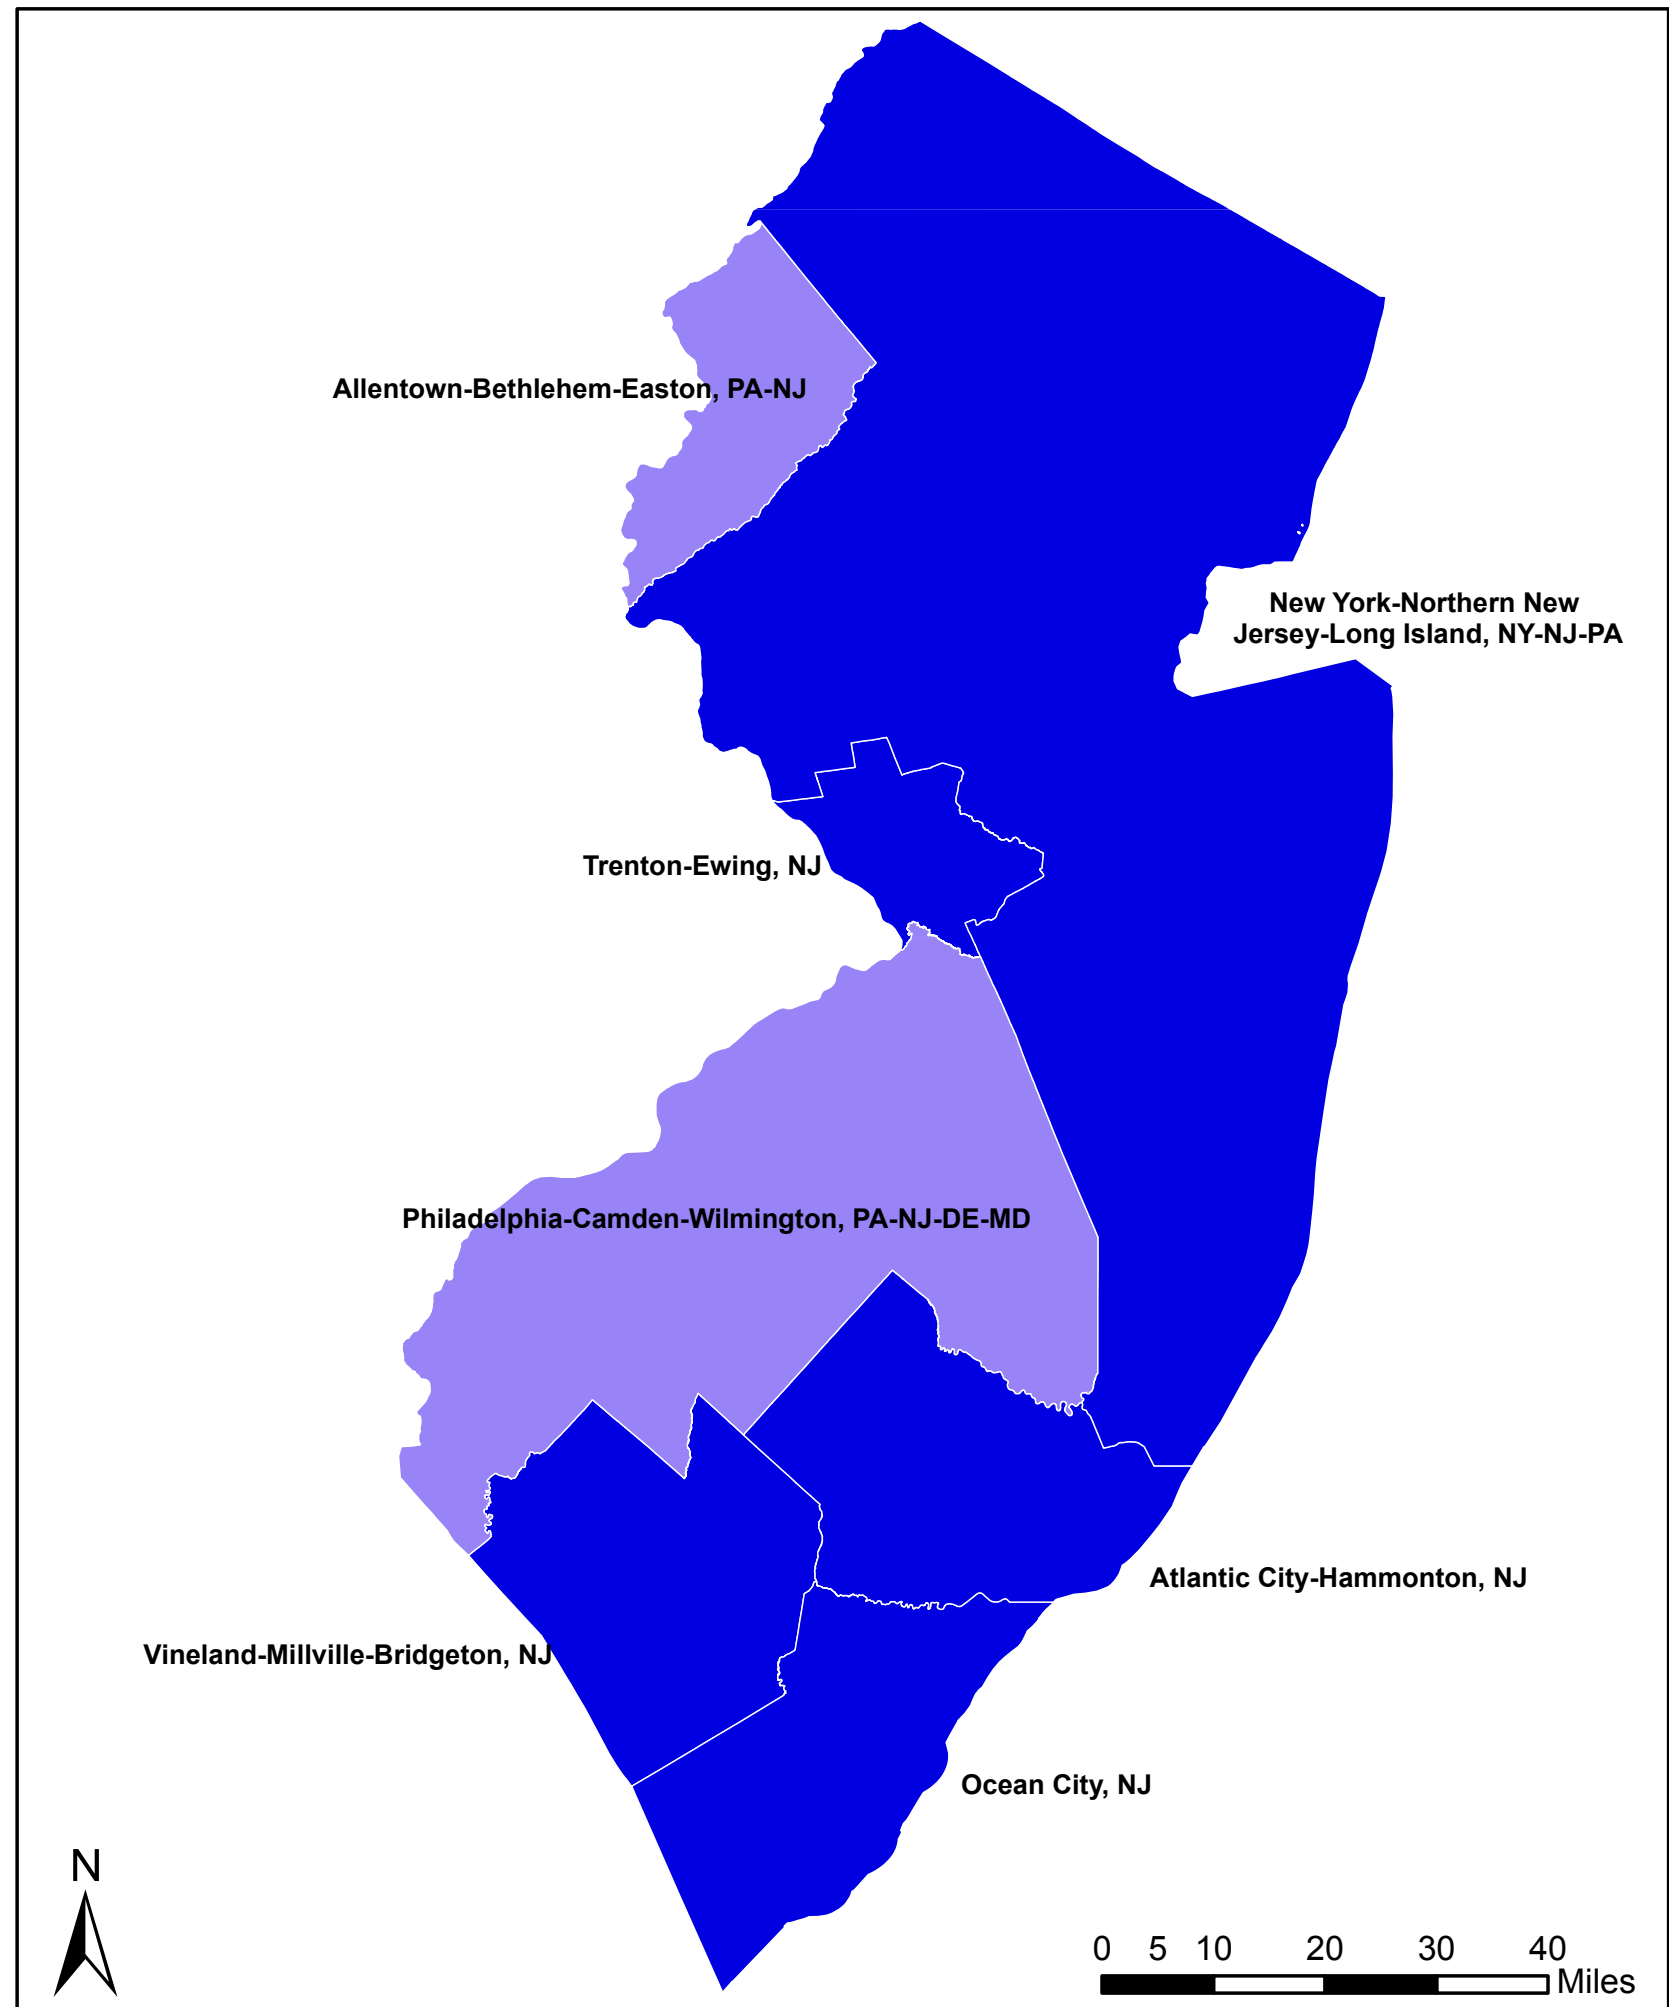 Allentown-Bethlehem-Easton, PA-NJ
New York-Northern New
Jersey-Long Island, NY-NJ-PA
Trenton-Ewing, NJ
Philadelphia-Camden-Wilmington, PA-NJ-DE-MD
Atlantic City-Hammonton, NJ
Vineland-Millville-Bridgeton, NJ
Ocean City, NJ
N
0 5 10 20 30 40
Miles